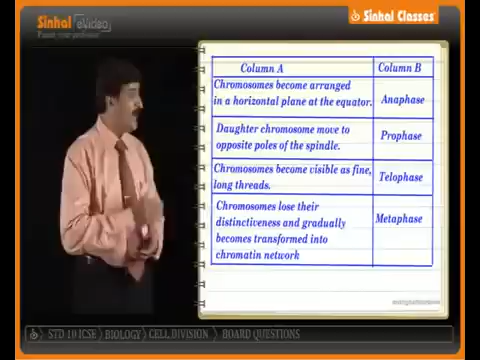 Sinhal eVideo
Sinhal Classes
Column A Column B
Chromosomes become arranged
in a horizontal plane at the equator. Anaphase
Daughter chromosome move to
opposite poles of the spindle. Prophase
Chromosomes become visible as fine,
long threads. Telophase
Chromosomes lose their
distinctiveness and gradually
becomes transformed into
chromatin network
Metaphase
STD 10 ICSE BIOLOGY CELL DIVISION BOARD QUESTIONS